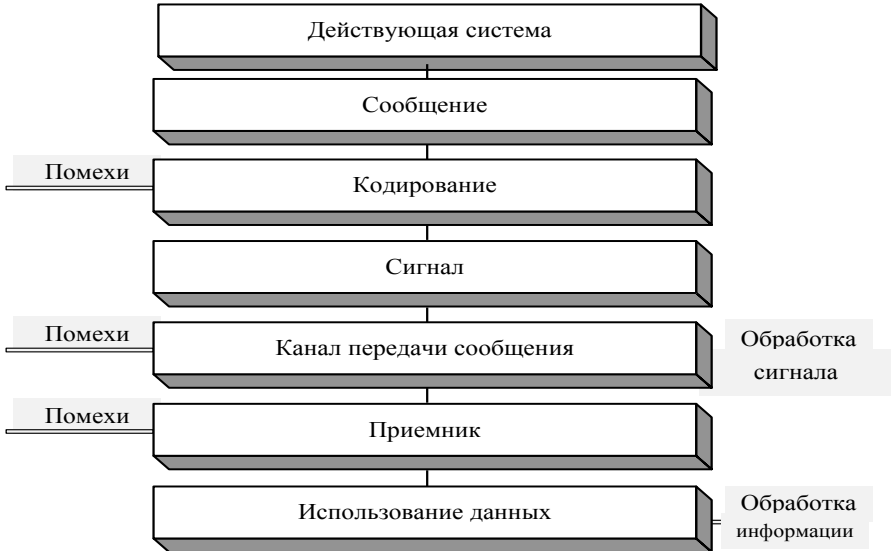 Действующая система
Сообщение
Помехи
Кодирование
Сигнал
Помехи
Канал передачи сообщения
Обработка
сигнала
Помехи
Приемник
Использование данных
Обработка
информации